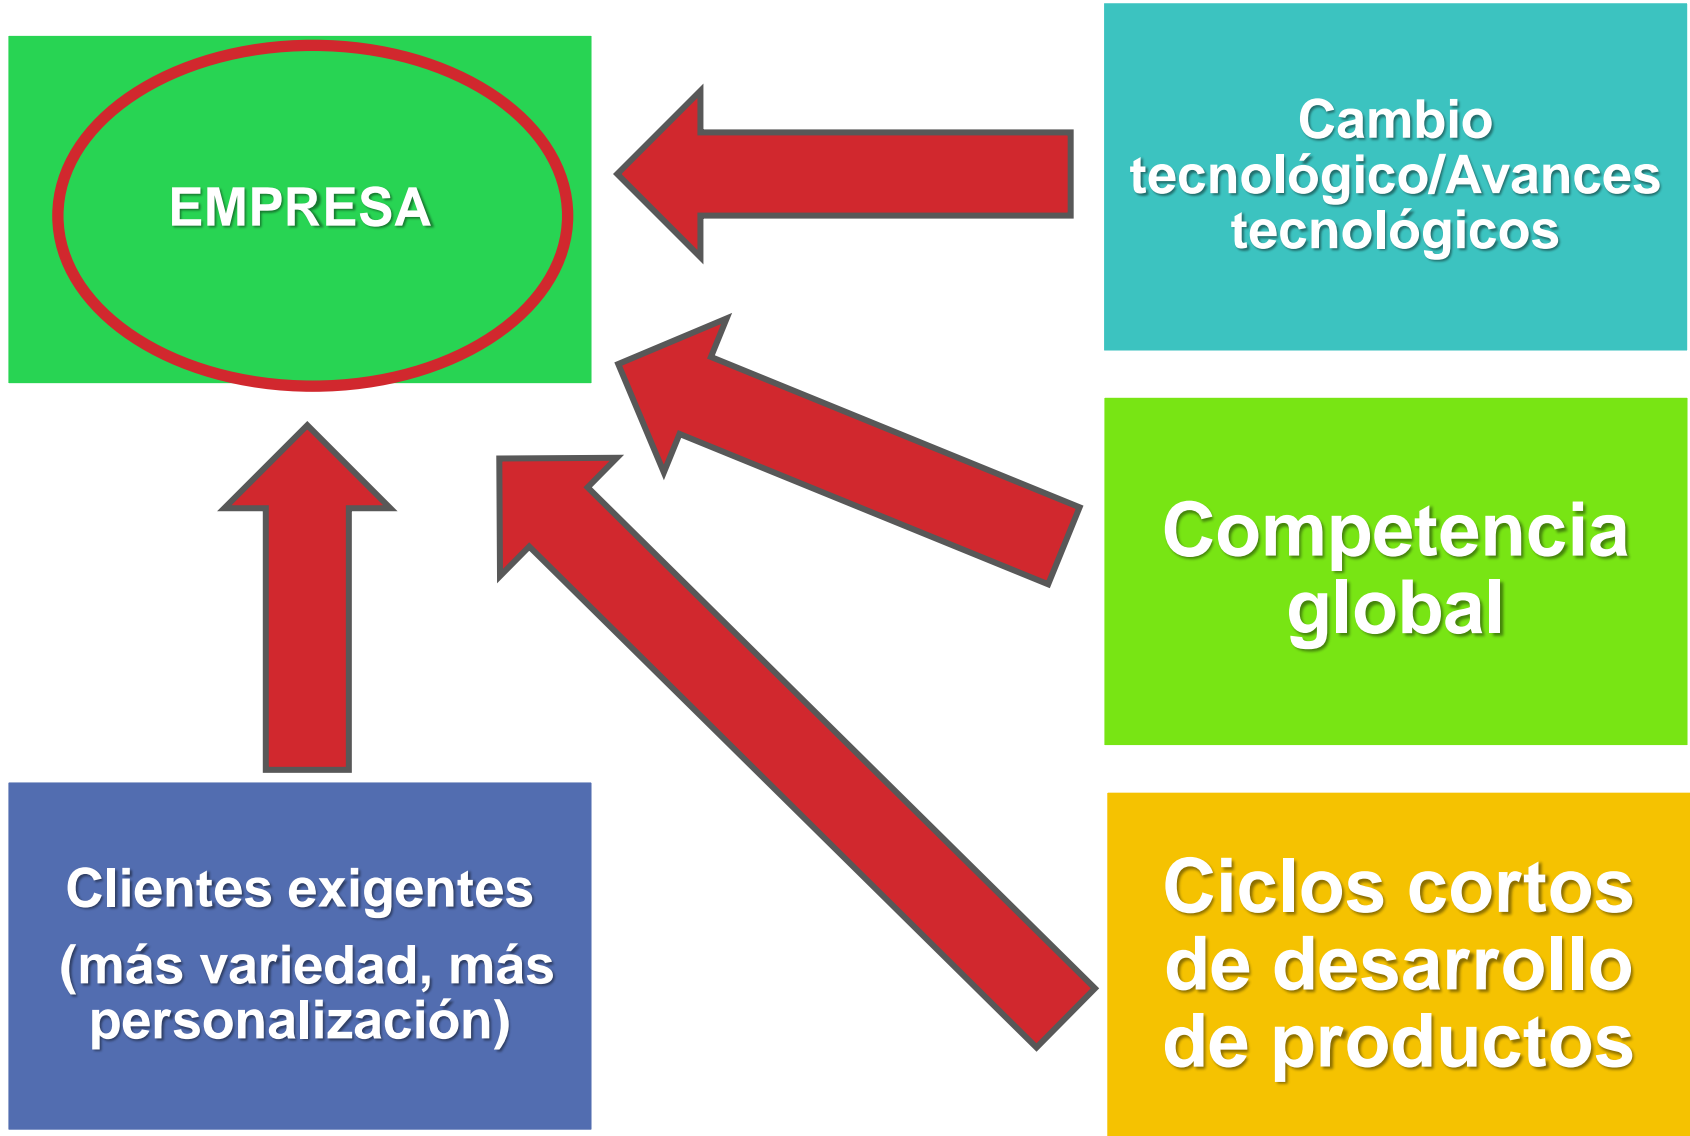 EMPRESA
Cambio
tecnológico/Avances
tecnológicos
Competencia
global
Clientes exigentes
(más variedad, más
personalización)
Ciclos cortos
de desarrollo
de productos